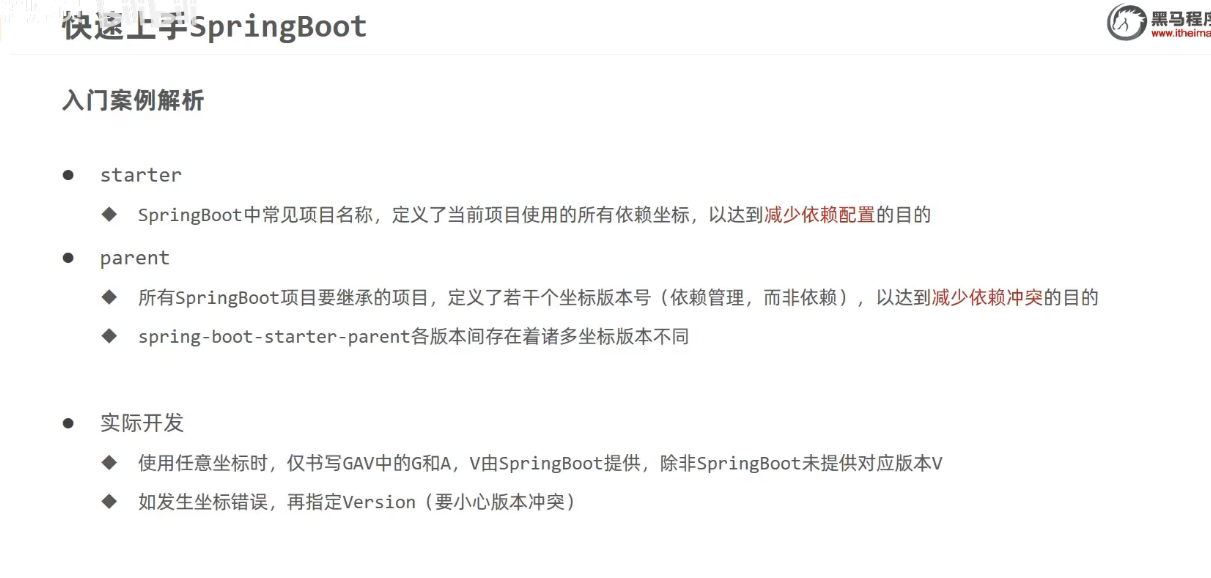 快速上手SpringBoot
黑马程序
www.itheima
入门案例解析
starter
SpringBoot中常见项目名称，定义了当前项目使用的所有依赖坐标，以达到减少依赖配置的目的
parent
所有SpringBoot项目要继承的项目，定义了若干个坐标版本号（依赖管理，而非依赖），以达到减少依赖冲突的目的
spring-boot-starter-parent各版本间存在着诸多坐标版本不同
实际开发
使用任意坐标时，仅书写GAV中的G和A，V由SpringBoot提供，除非SpringBoot未提供对应版本V
如发生坐标错误，再指定Version（要小心版本冲突）